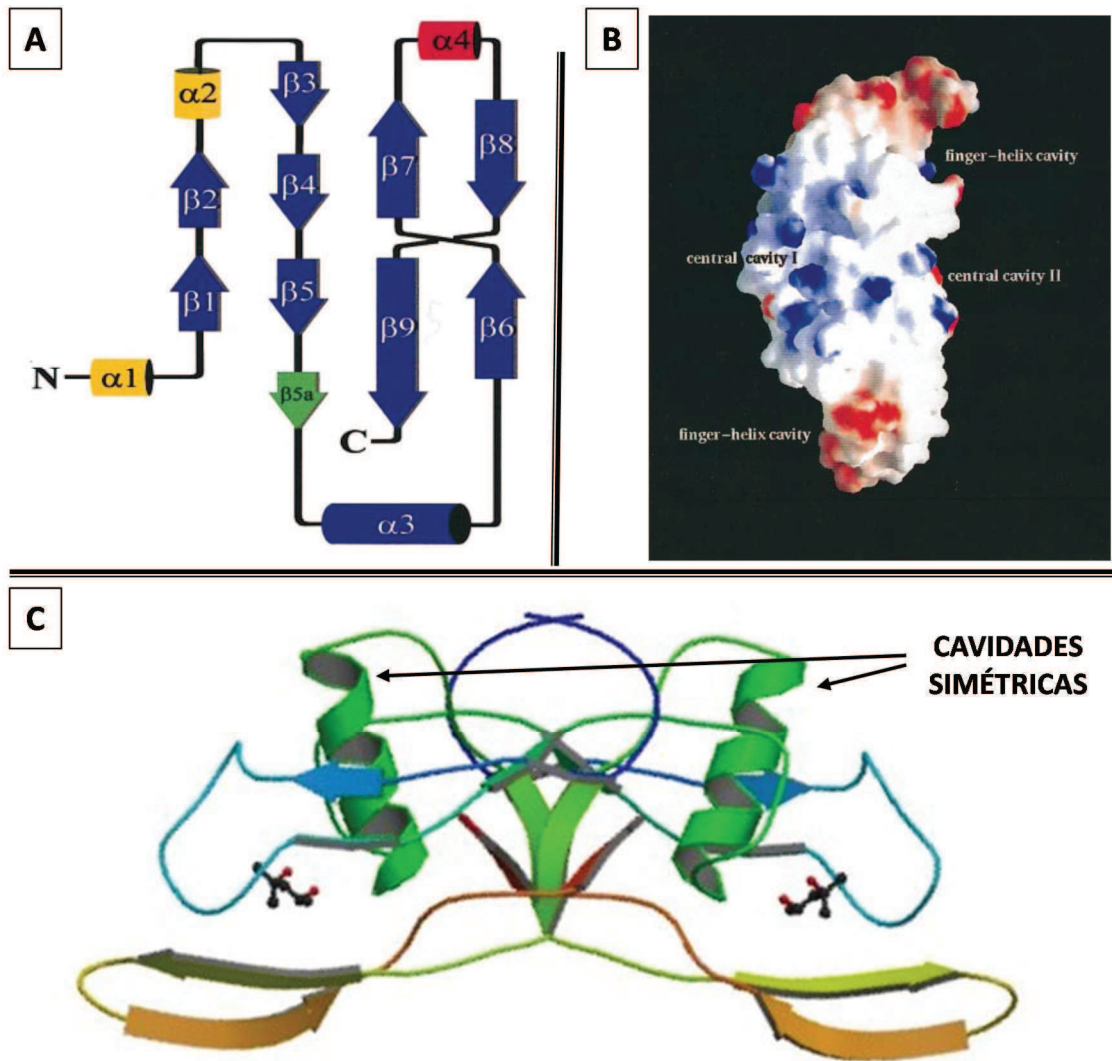 A
α2
β3
α4
β7
β8
β2
β4
β1
β5
β9
β6
N
α1
β5a
C
α3
B
finger-helix cavity
central cavity I
central cavity II
finger-helix cavity
C
CAVIDADES
SIMÉTRICAS